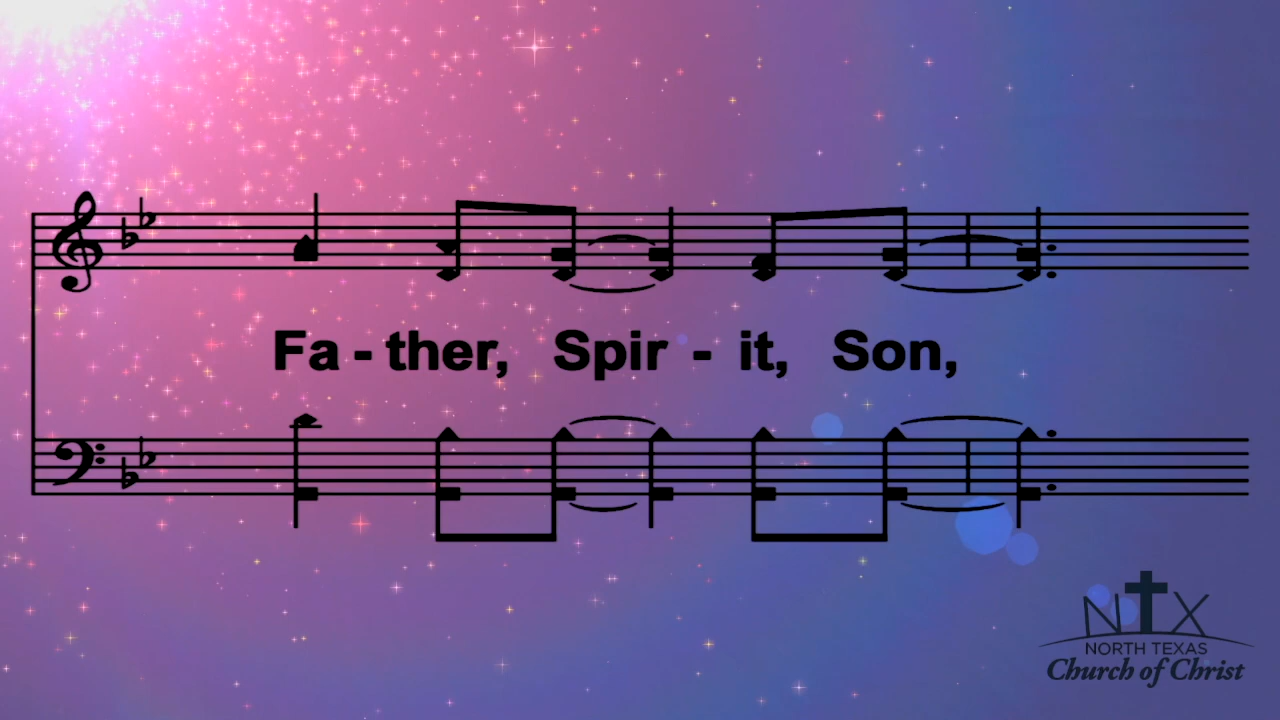 Fa - ther, Spir - it, Son,
NTX
NORTH TEXAS
Church of Christ